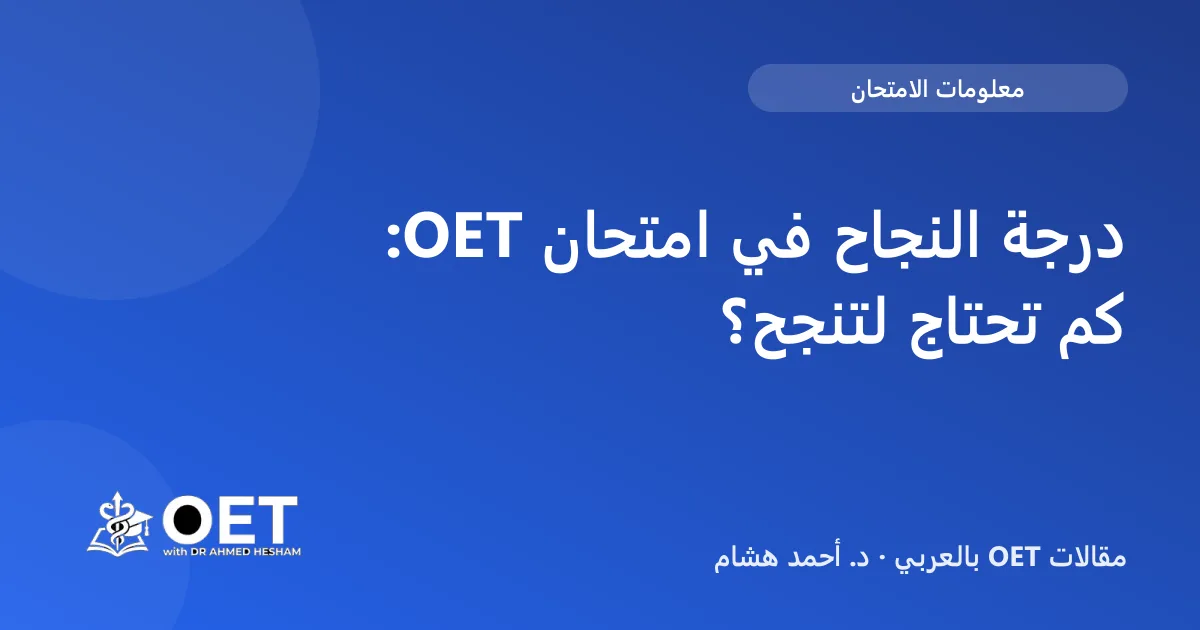 معلومات الامتحان
درجة النجاح في امتحان OET:
كم تحتاج لتنجح؟
OET
with DR AHMED HESHAM
مقالات OET بالعربي · د. أحمد هشام